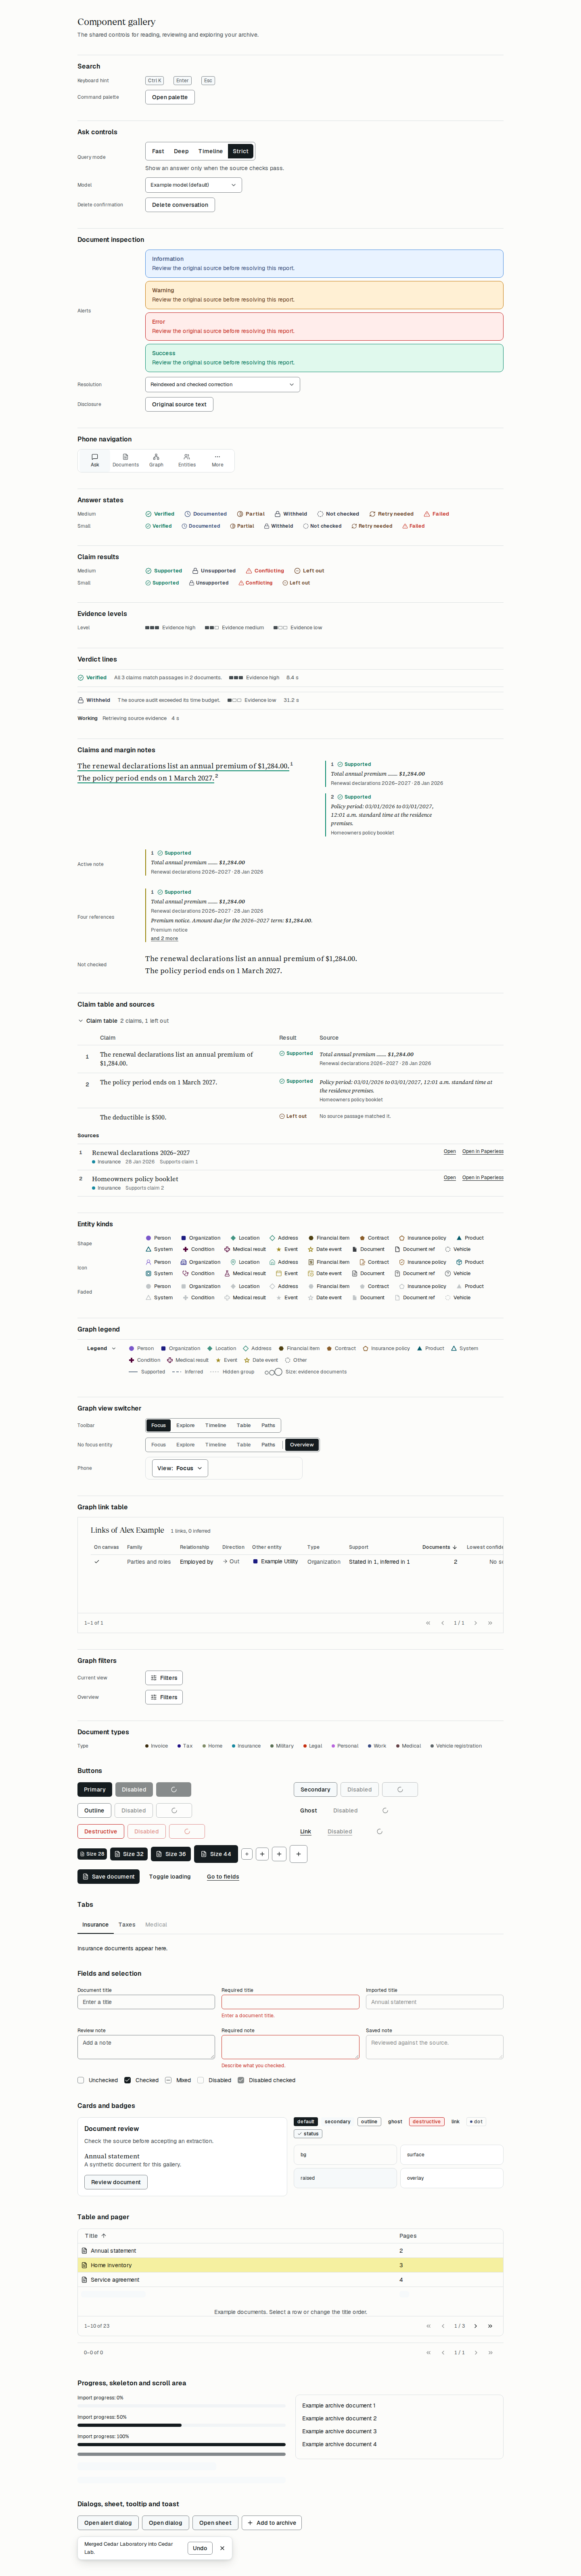 Component gallery
The shared controls for reading, reviewing and exploring your archive.
Search
Keyboard hint Ctrl K Enter Esc
Command palette Open palette
Ask controls
Query mode Fast Deep Timeline Strict
Show an answer only when the source checks pass.
Model Example model (default)
Delete confirmation Delete conversation
Document inspection
Alerts
Information
Review the original source before resolving this report.
Warning
Review the original source before resolving this report.
Error
Review the original source before resolving this report.
Success
Review the original source before resolving this report.
Resolution Reindexed and checked correction
Disclosure Original source text
Phone navigation
Ask Documents Graph Entities More
Answer states
Medium Verified Documented Partial Withheld Not checked Retry needed Failed
Small Verified Documented Partial Withheld Not checked Retry needed Failed
Claim results
Medium Supported Unsupported Conflicting Left out
Small Supported Unsupported Conflicting Left out
Evidence levels
Level Evidence high Evidence medium Evidence low
Verdict lines
Verified All 3 claims match passages in 2 documents. Evidence high 8.4 s
Withheld The source audit exceeded its time budget. Evidence low 31.2 s
Working Retrieving source evidence 4 s
Claims and margin notes
The renewal declarations list an annual premium of $1,284.00. 1
The policy period ends on 1 March 2027. 2
1 Supported
Total annual premium ...... $1,284.00
Renewal declarations 2026–2027 · 28 Jan 2026
2 Supported
Policy period: 03/01/2026 to 03/01/2027,
12:01 a.m. standard time at the residence
premises.
Homeowners policy booklet
Active note
1 Supported
Total annual premium ...... $1,284.00
Renewal declarations 2026–2027 · 28 Jan 2026
Four references
1 Supported
Total annual premium ...... $1,284.00
Renewal declarations 2026–2027 · 28 Jan 2026
Premium notice. Amount due for the 2026–2027 term: $1,284.00.
Premium notice
and 2 more
Not checked
The renewal declarations list an annual premium of $1,284.00.
The policy period ends on 1 March 2027.
Claim table and sources
Claim table 2 claims, 1 left out
Claim Result Source
1 The renewal declarations list an annual premium of
$1,284.00.
Supported
Total annual premium ...... $1,284.00
Renewal declarations 2026–2027 · 28 Jan 2026
2 The policy period ends on 1 March 2027.
Supported
Policy period: 03/01/2026 to 03/01/2027, 12:01 a.m. standard time at
the residence premises.
Homeowners policy booklet
The deductible is $500. Left out No source passage matched it.
Sources
1 Renewal declarations 2026–2027 Open Open in Paperless
Insurance · 28 Jan 2026 Supports claim 1
2 Homeowners policy booklet Open Open in Paperless
Insurance Supports claim 2
Entity kinds
Shape
Person Organization Location Address Financial item Contract Insurance policy Product
System Condition Medical result Event Date event Document Document ref Vehicle
Icon
Person Organization Location Address Financial item Contract Insurance policy Product
System Condition Medical result Event Date event Document Document ref Vehicle
Faded
Person Organization Location Address Financial item Contract Insurance policy Product
System Condition Medical result Event Date event Document Document ref Vehicle
Graph legend
Legend Person Organization Location Address Financial item Contract Insurance policy Product System
Condition Medical result Event Date event Other
Supported Inferred Hidden group Size: evidence documents
Graph view switcher
Toolbar Focus Explore Timeline Table Paths
No focus entity Focus Explore Timeline Table Paths Overview
Phone View: Focus
Graph link table
Links of Alex Example 1 links, 0 inferred
On canvas Family Relationship Direction Other entity Type Support Documents Lowest confide
Parties and roles Employed by Out Example Utility Organization Stated in 1, inferred in 1 2 No sc
1–1 of 1 1 / 1
Graph filters
Current view Filters
Overview Filters
Document types
Type Invoice Tax Home Insurance Military Legal Personal Work Medical Vehicle registration
Buttons
Primary Disabled Secondary Disabled
Outline Disabled Ghost Disabled
Destructive Disabled Link Disabled
Size 28 Size 32 Size 36 Size 44
Save document Toggle loading Go to fields
Tabs
Insurance Taxes Medical
Insurance documents appear here.
Fields and selection
Document title Required title Imported title
Enter a title Annual statement
Enter a document title.
Review note Required note Saved note
Add a note Reviewed against the source.
Describe what you checked.
Unchecked Checked Mixed Disabled Disabled checked
Cards and badges
Document review
Check the source before accepting an extraction.
Annual statement
A synthetic document for this gallery.
Review document
default secondary outline ghost destructive link dot
status
bg surface
raised overlay
Table and pager
Title Pages
Annual statement 2
Home inventory 3
Service agreement 4
Example documents. Select a row or change the title order.
1–10 of 23 1 / 3
0–0 of 0 1 / 1
Progress, skeleton and scroll area
Import progress: 0%
Import progress: 50%
Import progress: 100%
Example archive document 1
Example archive document 2
Example archive document 3
Example archive document 4
Dialogs, sheet, tooltip and toast
Open alert dialog Open dialog Open sheet Add to archive
Merged Cedar Laboratory into Cedar
Lab.
Undo